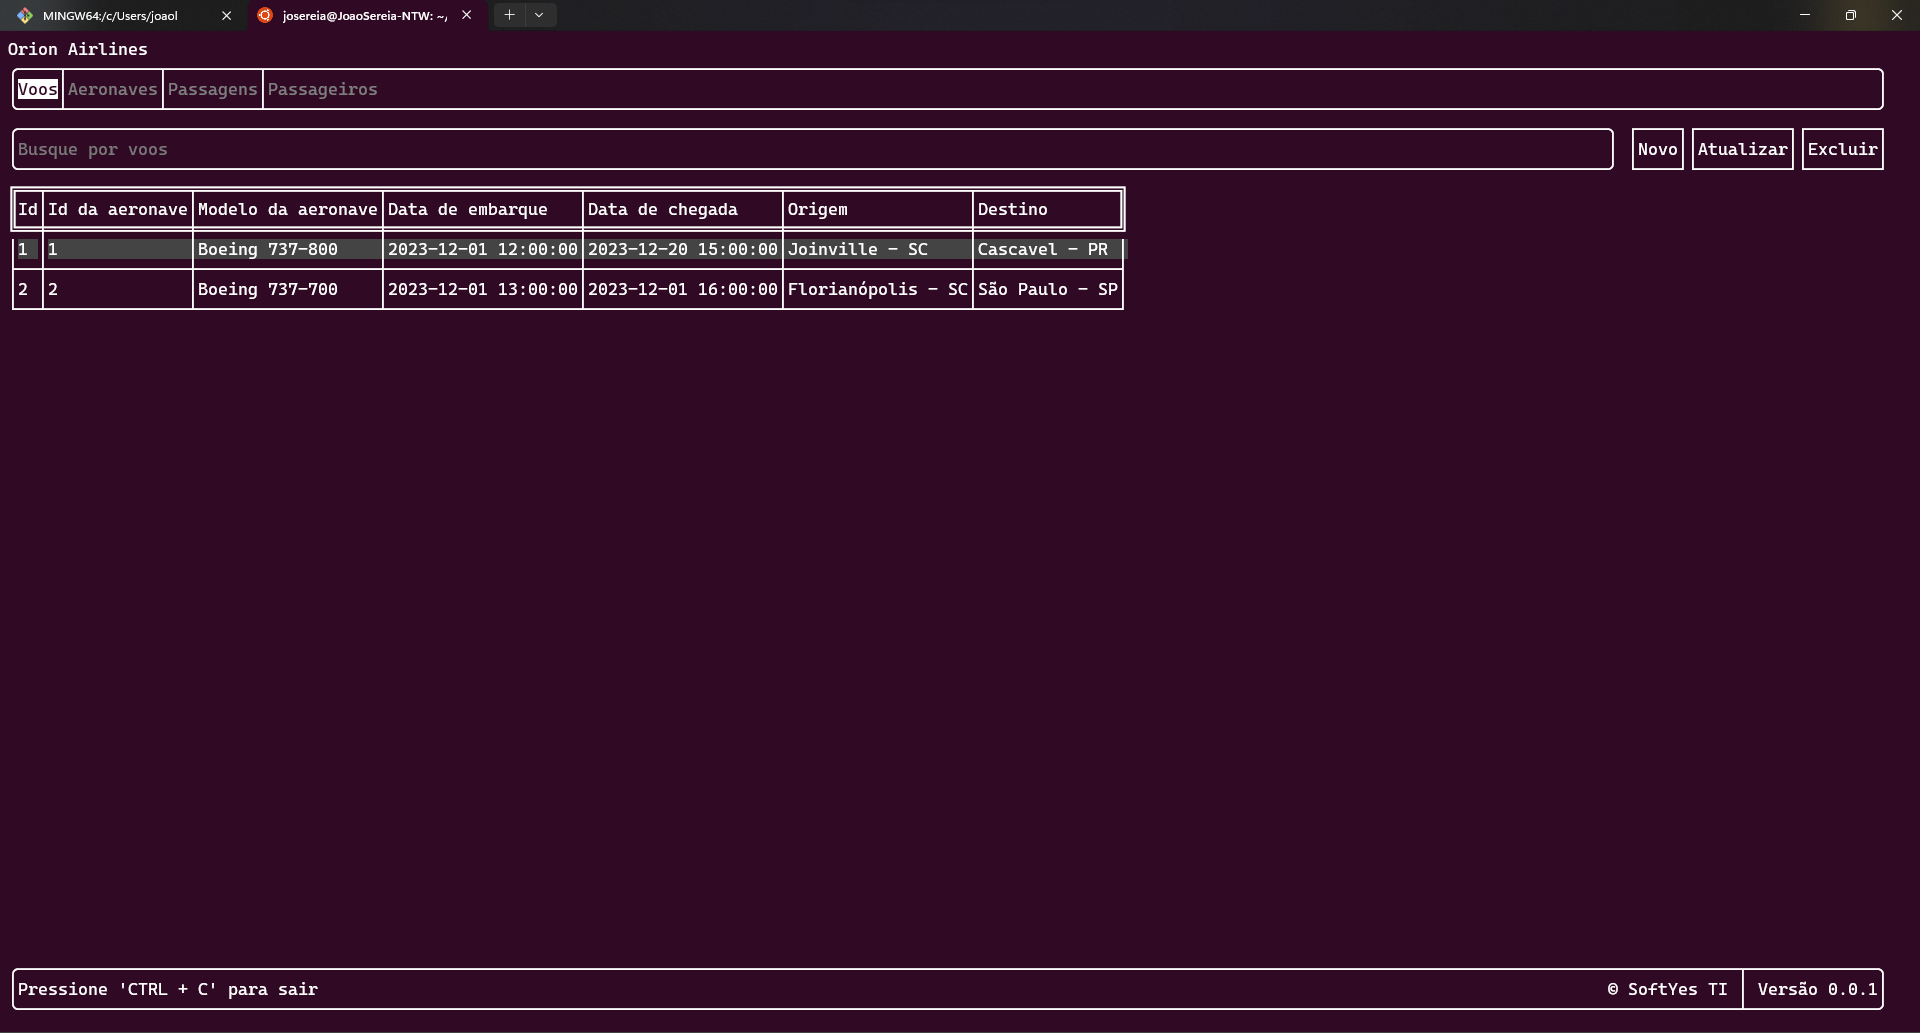 MINGW64:/c/Users/joaol josereia@JoaoSereia-NTW: ~/
Orion Airlines
Voos Aeronaves Passagens Passageiros
Busque por voos Novo Atualizar Excluir
Id Id da aeronave Modelo da aeronave Data de embarque Data de chegada Origem Destino
1 1 Boeing 737-800 2023-12-01 12:00:00 2023-12-20 15:00:00 Joinville - SC Cascavel - PR
2 2 Boeing 737-700 2023-12-01 13:00:00 2023-12-01 16:00:00 Florianópolis - SC São Paulo - SP
Pressione 'CTRL + C' para sair © SoftYes TI Versão 0.0.1